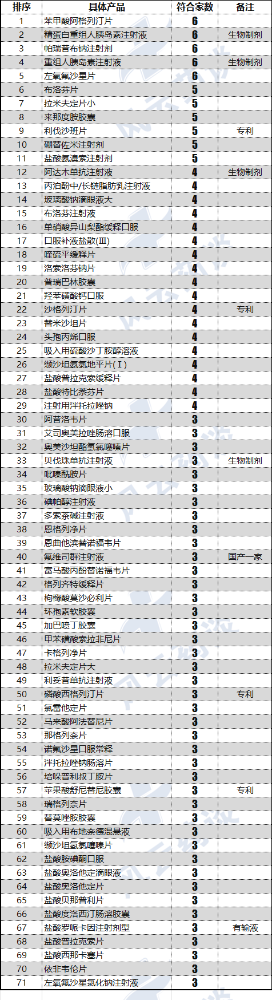 排序 具体产品 符合家数 备注
1 苯甲酸阿格列汀片 6
2 精蛋白重组人胰岛素注射液 6 生物制剂
3 帕瑞昔布钠注射剂 6
4 重组人胰岛素注射液 6 生物制剂
5 左氧氟沙星片 6
6 布洛芬片 5
7 拉米夫定片小 5
8 来那度胺胶囊 5
9 利伐沙班片 5 专利
10 硼替佐米注射剂 5
11 盐酸氨溴索注射剂 5
12 阿达木单抗注射液 4 生物制剂
13 丙泊酚中/长链脂肪乳注射液 4
14 玻璃酸钠滴眼液大 4
15 布洛芬注射液 4
16 单硝酸异山梨酯缓释口服 4
17 口服补液盐散(Ⅲ) 4
18 喹硫平缓释片 4
19 洛索洛芬钠片 4
20 普瑞巴林胶囊 4
21 羟苯磺酸钙口服 4
22 沙格列汀片 4 专利
23 替米沙坦片 4
24 头孢丙烯口服 4
25 吸入用硫酸沙丁胺醇溶液 4
26 缬沙坦氨氯地平片(Ⅰ) 4
27 盐酸普拉克索缓释片 4
28 盐酸特比萘芬片 4
29 注射用泮托拉唑钠 4
30 阿昔洛韦片 3
31 艾司奥美拉唑肠溶口服 3
32 奥美沙坦酯氢氯噻嗪片 3
33 贝伐珠单抗注射液 3 生物制剂
34 吡嗪酰胺片 3
35 玻璃酸钠滴眼液小 3
36 碘帕醇注射液 3
37 多索茶碱注射液 3
38 恩格列净片 3
39 恩曲他滨替诺福韦片 3
40 氟维司群注射液 3 国产一家
41 富马酸丙酚替诺福韦片 3
42 格列齐特缓释片 3
43 枸橼酸莫沙必利片 3
44 环孢素软胶囊 3
45 加巴喷丁胶囊 3
46 甲苯磺酸索拉非尼片 3
47 卡格列净片 3
48 拉米夫定片大 3
49 利妥昔单抗注射液 3
50 磷酸西格列汀片 3 专利
51 氯雷他定片 3
52 马来酸阿法替尼片 3
53 那格列奈片 3
54 诺氟沙星口服常释 3
55 泮托拉唑钠肠溶片 3
56 培哚普利叔丁胺片 3
57 苹果酸舒尼替尼胶囊 3 专利
58 瑞格列奈片 3
59 替莫唑胺胶囊 3
60 吸入用布地奈德混悬液 3
61 缬沙坦氢氯噻嗪片 3
62 盐酸胺碘酮口服 3
63 盐酸奥洛他定滴眼液 3
64 盐酸奥洛他定片 3
65 盐酸贝那普利片 3
66 盐酸度洛西汀肠溶胶囊 3
67 盐酸罗哌卡因注射剂型 3 有输液
68 盐酸普拉克索片 3
69 盐酸西那卡塞片 3
70 依非韦伦片 3
71 左氧氟沙星氯化钠注射液 3